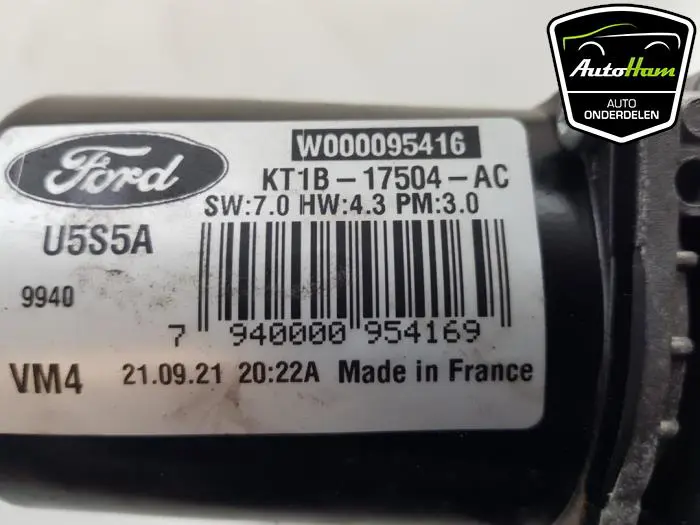 AutoHam
AUTO
ONDERDELEN
Ford
W000095416
KT1B-17504-AC
SW:7.0 HW:4.3 PM:3.0
U5S5A
9940
7 940000 954169
VM4 21.09.21 20:22A Made in France